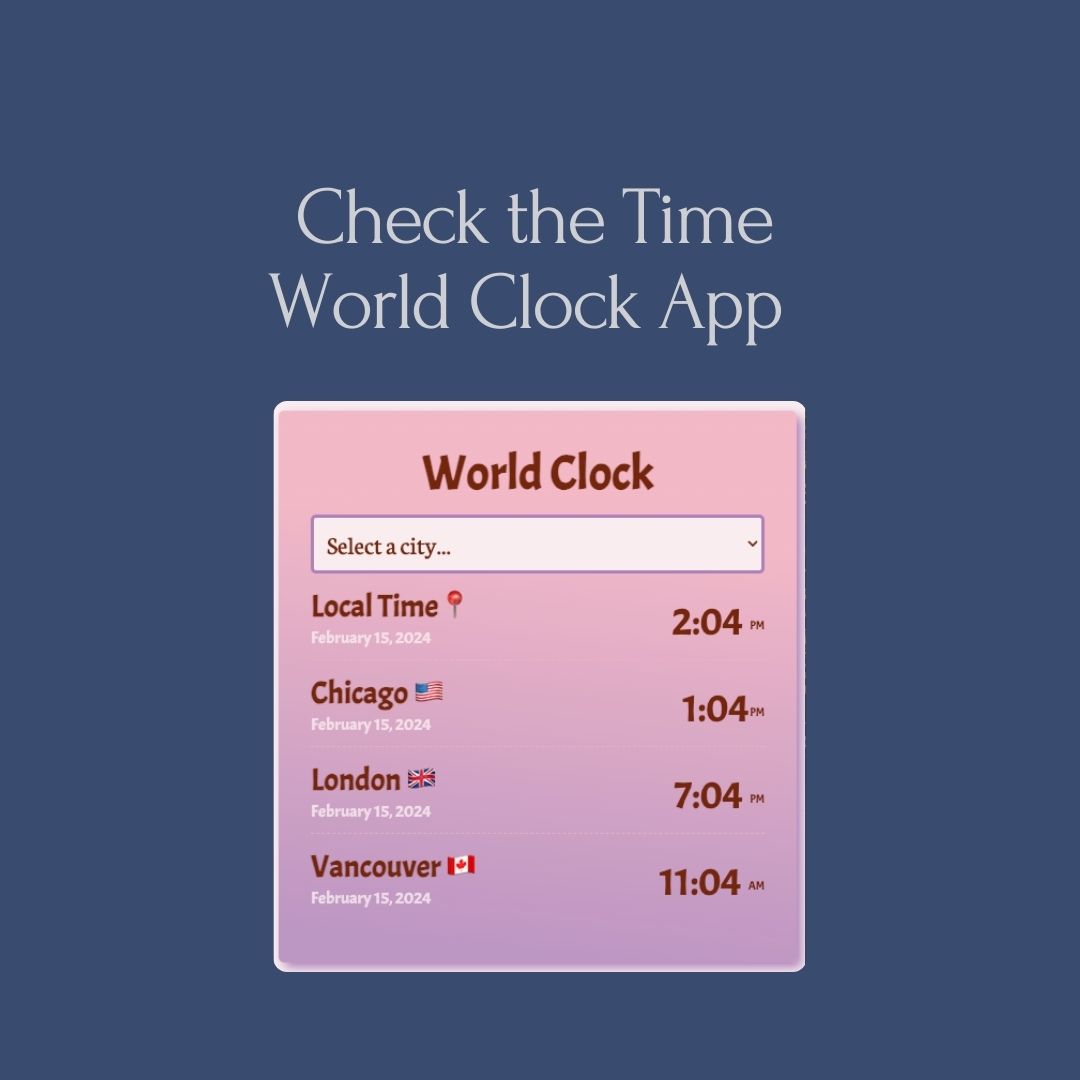 Check the Time
World Clock App
World Clock
Select a city...
Local Time
2:04 PM
February 15, 2024
Chicago
1:04PM
February 15, 2024
London
7:04 PM
February 15, 2024
Vancouver
11:04 AM
February 15, 2024